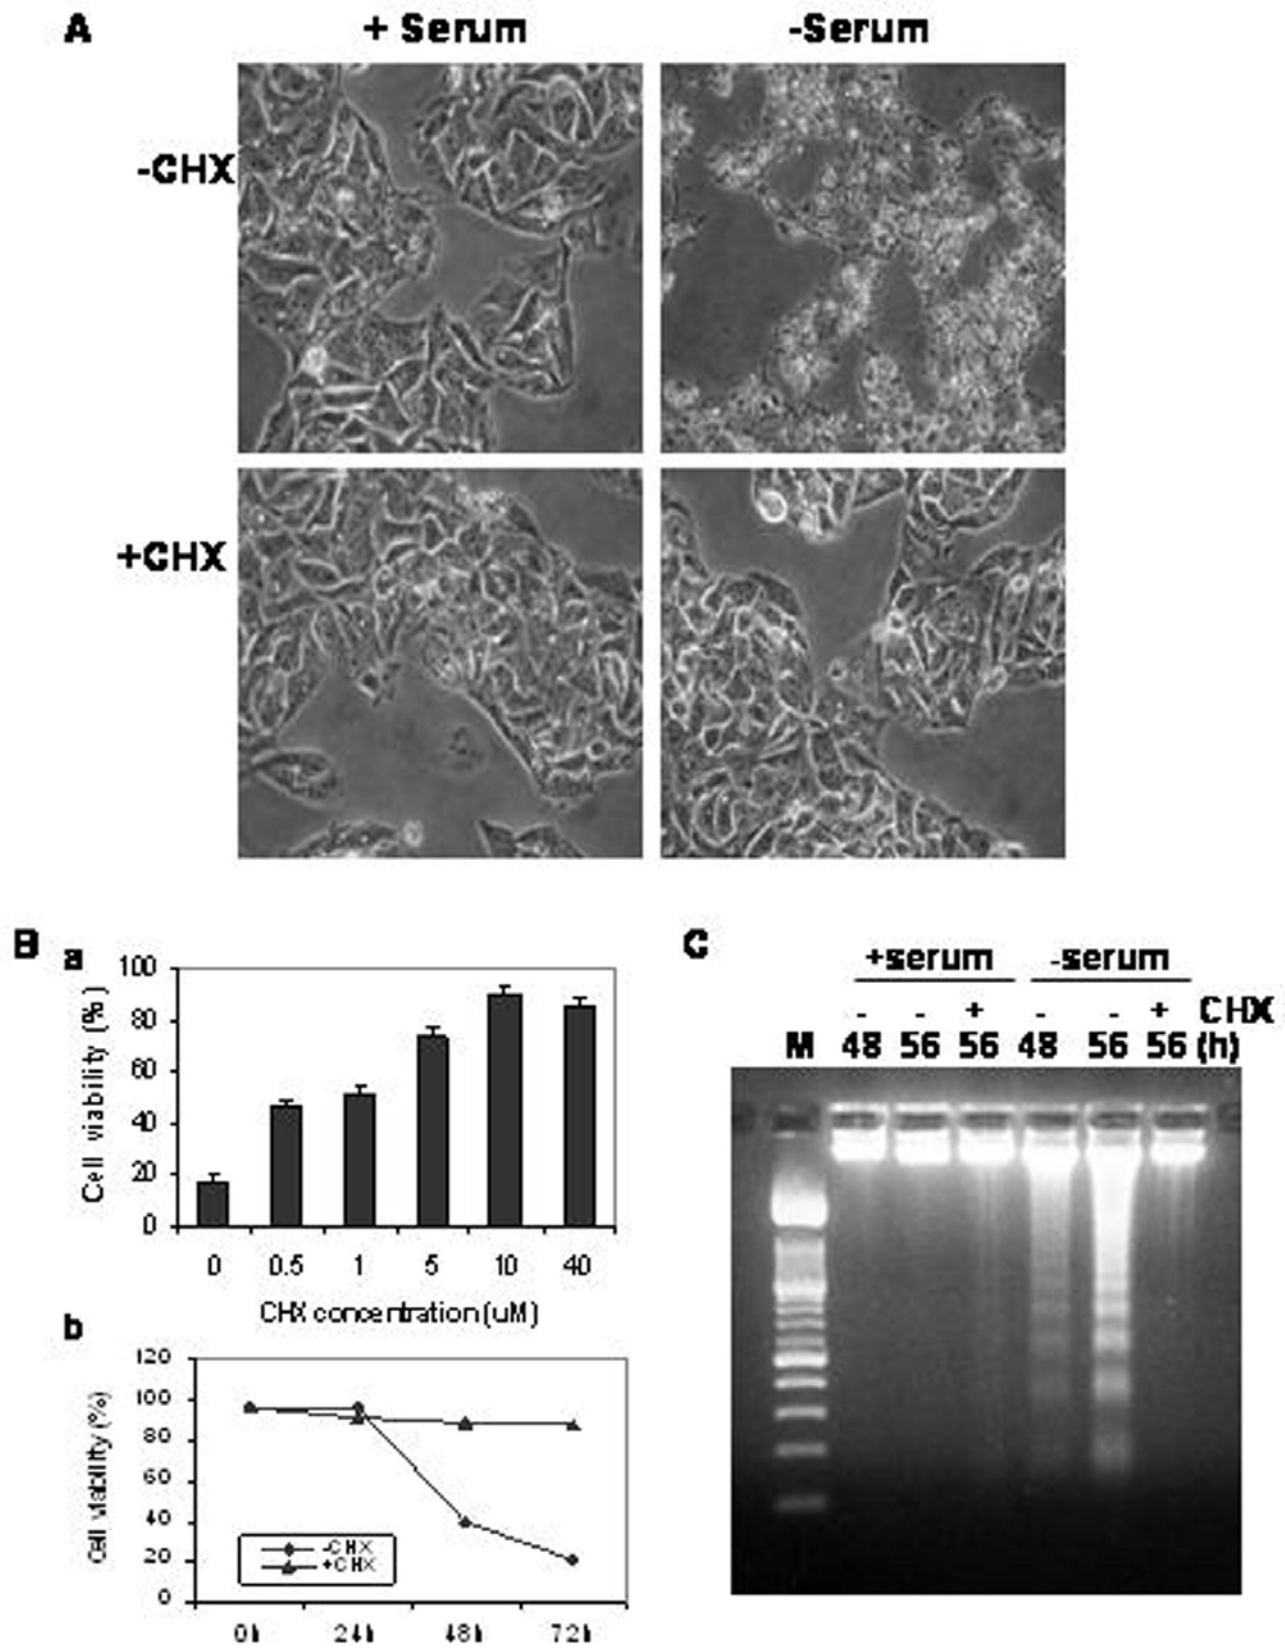 A
+ Serum -Serum
-CHX
+CHX
B a
Cell viability (%)
100
80
60
40
20
0
0 0.5 1 5 10 40
CHX concentration (uM)
b
Cell viability (%)
120
100
80
60
40
20
0
-CHX
+CHX
0h 24h 48h 72h
C
+serum -serum
- - + - - + CHX
M 48 56 56 48 56 56 (h)